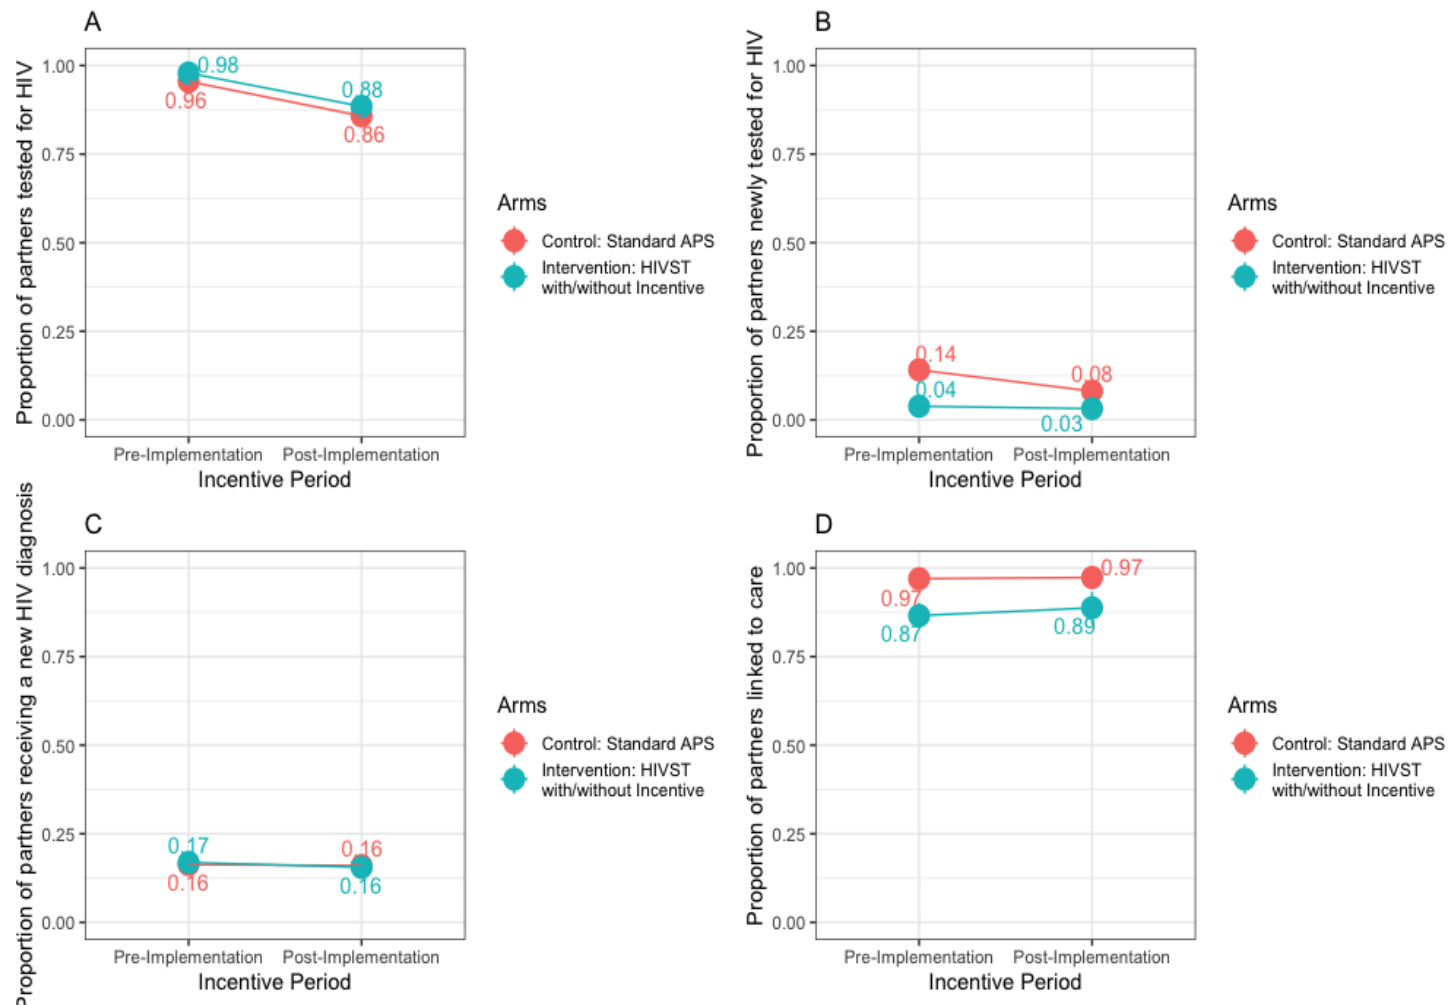 A
Proportion of partners tested for HIV
1.00
0.75
0.50
0.25
0.00
0.98
0.96
0.88
0.86
Pre-Implementation Post-Implementation
Incentive Period
Arms
Control: Standard APS
Intervention: HIVST
with/without Incentive
B
Proportion of partners newly tested for HIV
1.00
0.75
0.50
0.25
0.00
0.14
0.04
0.08
0.03
Pre-Implementation Post-Implementation
Incentive Period
Arms
Control: Standard APS
Intervention: HIVST
with/without Incentive
C
Proportion of partners receiving a new HIV diagnosis
1.00
0.75
0.50
0.25
0.00
0.17
0.16
0.16
0.16
Pre-Implementation Post-Implementation
Incentive Period
Arms
Control: Standard APS
Intervention: HIVST
with/without Incentive
D
Proportion of partners linked to care
1.00
0.75
0.50
0.25
0.00
0.97
0.87
0.97
0.89
Pre-Implementation Post-Implementation
Incentive Period
Arms
Control: Standard APS
Intervention: HIVST
with/without Incentive